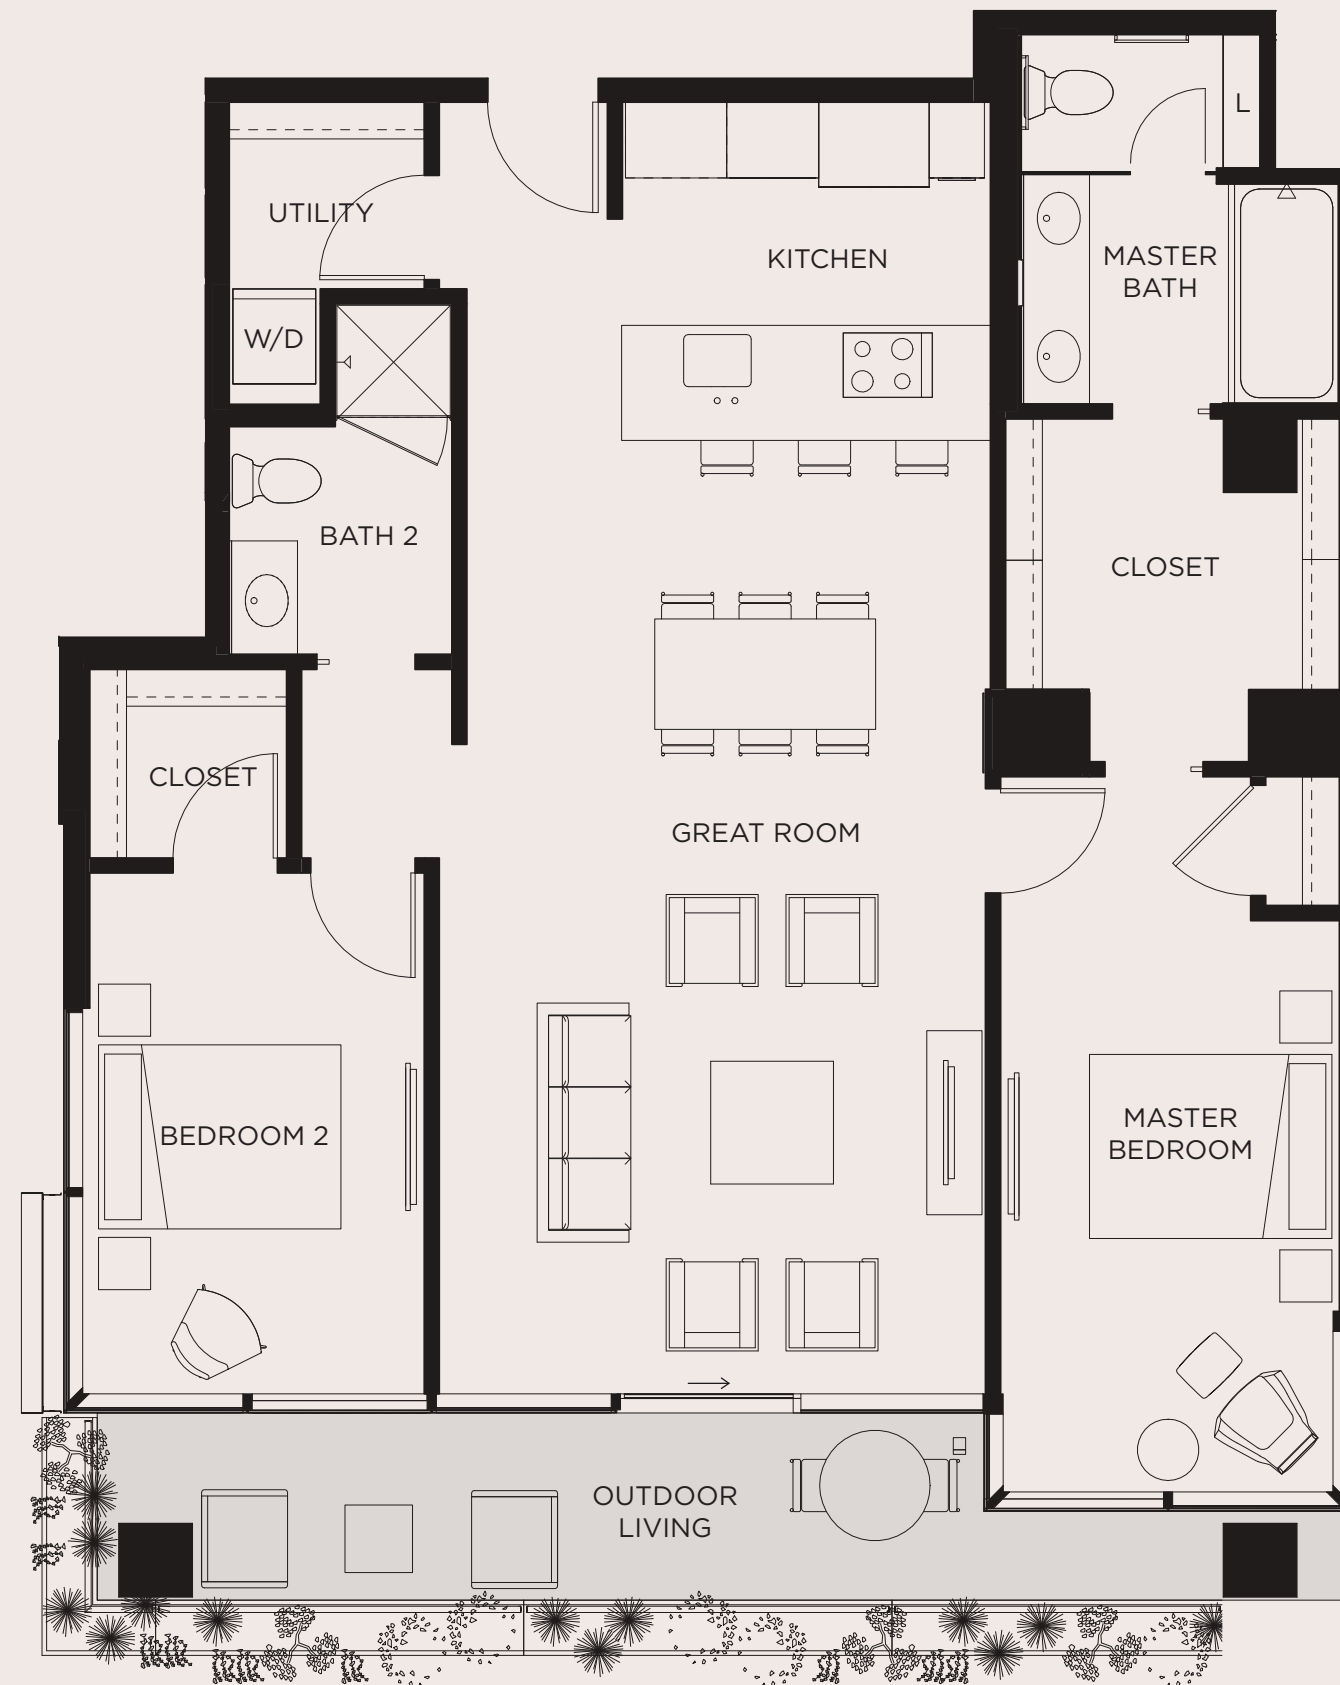 L
UTILITY
KITCHEN
MASTER
BATH
W/D
BATH 2
CLOSET
CLOSET
GREAT ROOM
BEDROOM 2
MASTER
BEDROOM
OUTDOOR
LIVING